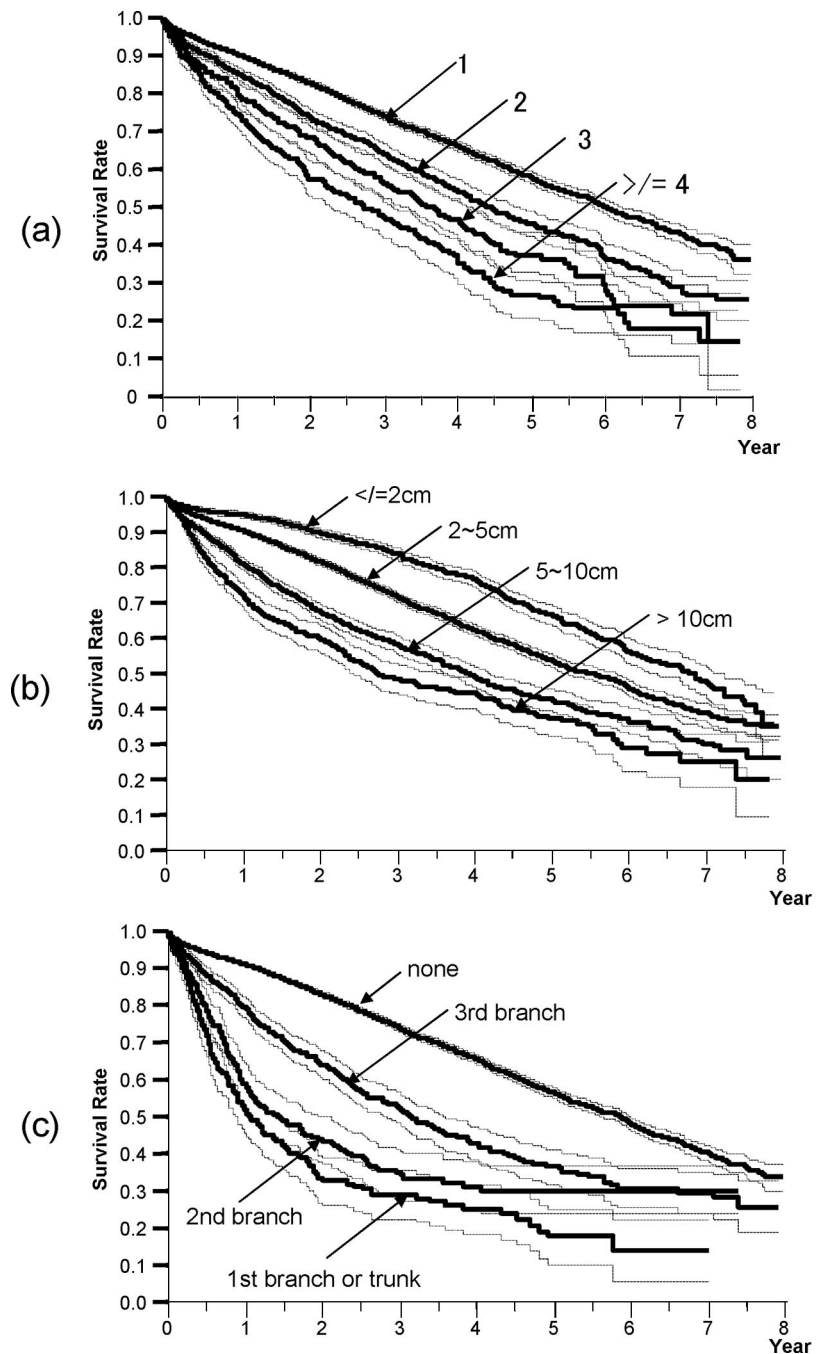 (a)
Survival Rate
1.0
0.9
0.8
0.7
0.6
0.5
0.4
0.3
0.2
0.1
0
1
2
3
>/= 4
0 1 2 3 4 5 6 7 8
Year
(b)
Survival Rate
1.0
0.9
0.8
0.7
0.6
0.5
0.4
0.3
0.2
0.1
0.0
</=2cm
2~5cm
5~10cm
> 10cm
0 1 2 3 4 5 6 7 8
Year
(c)
Survival Rate
1.0
0.9
0.8
0.7
0.6
0.5
0.4
0.3
0.2
0.1
0.0
none
3rd branch
2nd branch
1st branch or trunk
0 1 2 3 4 5 6 7 8
Year